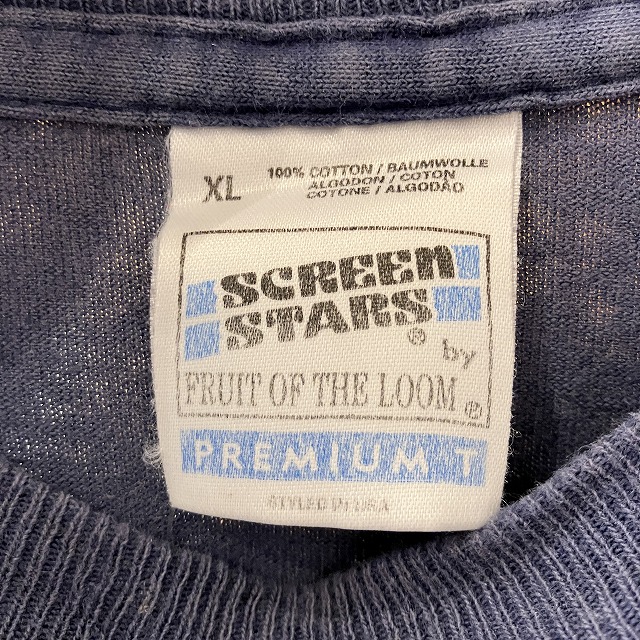 XL
100% COTTON / BAUMWOLLE
ALGODON / COTON
COTONE / ALGODÃO
SCREEN
STARS®
by
FRUIT OF THE LOOM®
PREMIUM T
STYLED IN USA